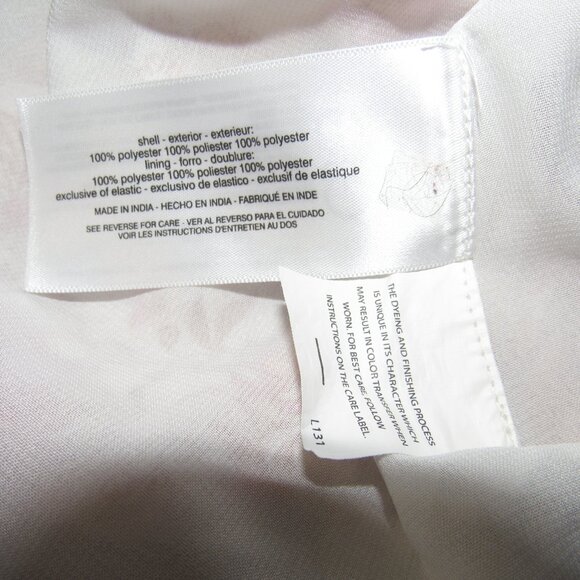 shell - exterior - exterieur:
100% polyester 100% poliester 100% polyester
lining - forro - doublure:
100% polyester 100% poliester 100% polyester
exclusive of elastic - exclusivo de elastico - exclusif de elastique
MADE IN INDIA - HECHO EN INDIA - FABRIQUÉ EN INDE
SEE REVERSE FOR CARE - VER AL REVERSO PARA EL CUIDADO
VOIR LES INSTRUCTIONS D'ENTRETIEN AU DOS
THE DYEING AND FINISHING PROCESS
IS UNIQUE IN ITS CHARACTER WHICH
MAY RESULT IN COLOR TRANSFER WHEN
WORN. FOR BEST CARE, FOLLOW
INSTRUCTIONS ON THE CARE LABEL.
L131